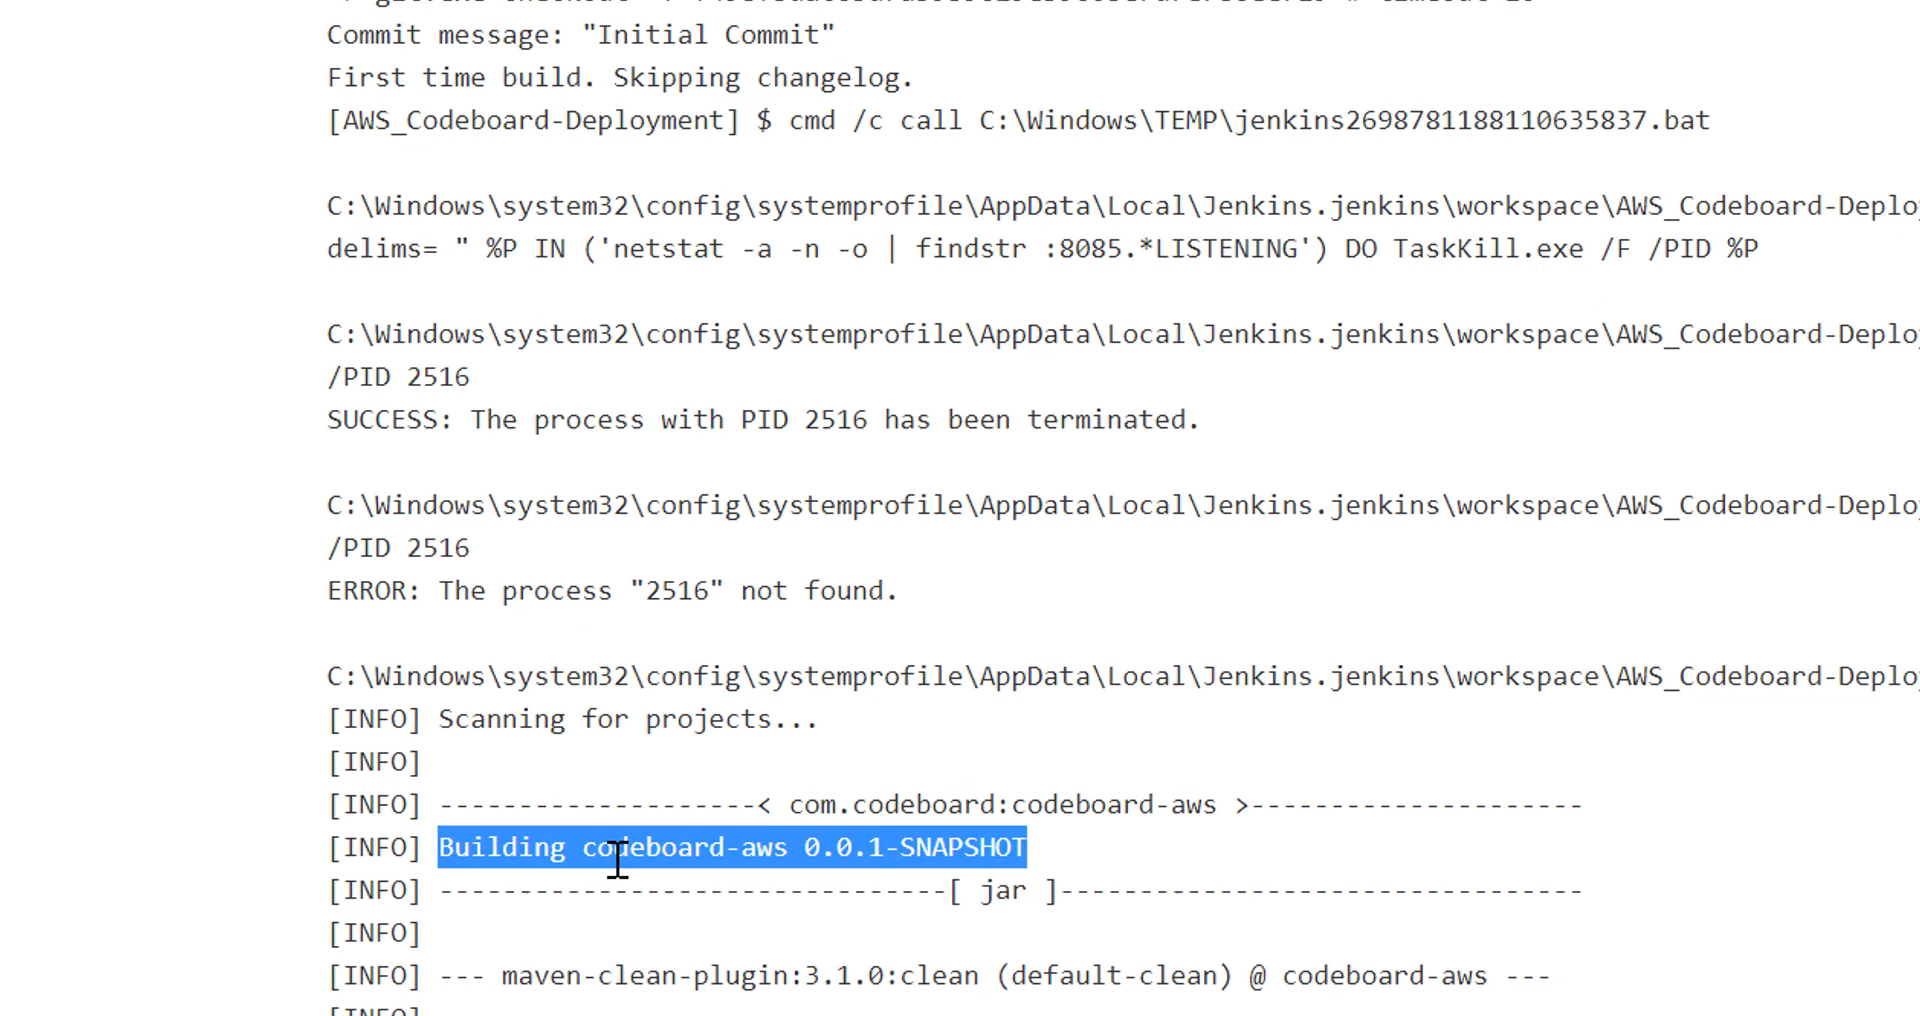 Commit message: "Initial Commit"
First time build. Skipping changelog.
[AWS_Codeboard-Deployment] $ cmd /c call C:\Windows\TEMP\jenkins2698781188110635837.bat
C:\Windows\system32\config\systemprofile\AppData\Local\Jenkins.jenkins\workspace\AWS_Codeboard-Deplo
delims= " %P IN ('netstat -a -n -o | findstr :8085.*LISTENING') DO TaskKill.exe /F /PID %P
C:\Windows\system32\config\systemprofile\AppData\Local\Jenkins.jenkins\workspace\AWS_Codeboard-Deplo
/PID 2516
SUCCESS: The process with PID 2516 has been terminated.
C:\Windows\system32\config\systemprofile\AppData\Local\Jenkins.jenkins\workspace\AWS_Codeboard-Deplo
/PID 2516
ERROR: The process "2516" not found.
C:\Windows\system32\config\systemprofile\AppData\Local\Jenkins.jenkins\workspace\AWS_Codeboard-Deplo
[INFO] Scanning for projects...
[INFO]
[INFO] --------------------< com.codeboard:codeboard-aws >---------------------
[INFO] Building codeboard-aws 0.0.1-SNAPSHOT
[INFO] --------------------------------[ jar ]---------------------------------
[INFO]
[INFO] --- maven-clean-plugin:3.1.0:clean (default-clean) @ codeboard-aws ---